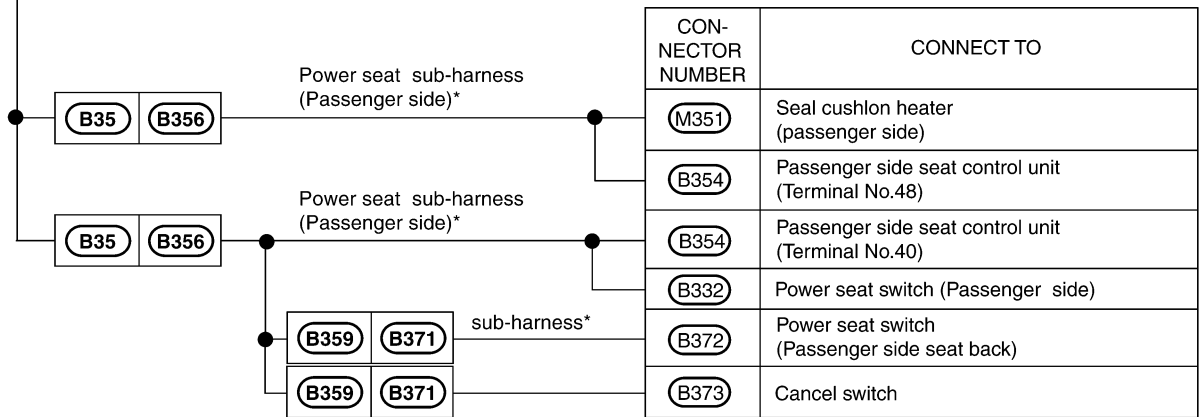 CON-
NECTOR
NUMBER
CONNECT TO
Power seat sub-harness
(Passenger side)*
B35 B356
M351
Seal cushlon heater
(passenger side)
B354
Passenger side seat control unit
(Terminal No.48)
Power seat sub-harness
(Passenger side)*
B35 B356
B354
Passenger side seat control unit
(Terminal No.40)
B332
Power seat switch (Passenger side)
B359 B371
sub-harness*
B372
Power seat switch
(Passenger side seat back)
B359 B371
B373
Cancel switch